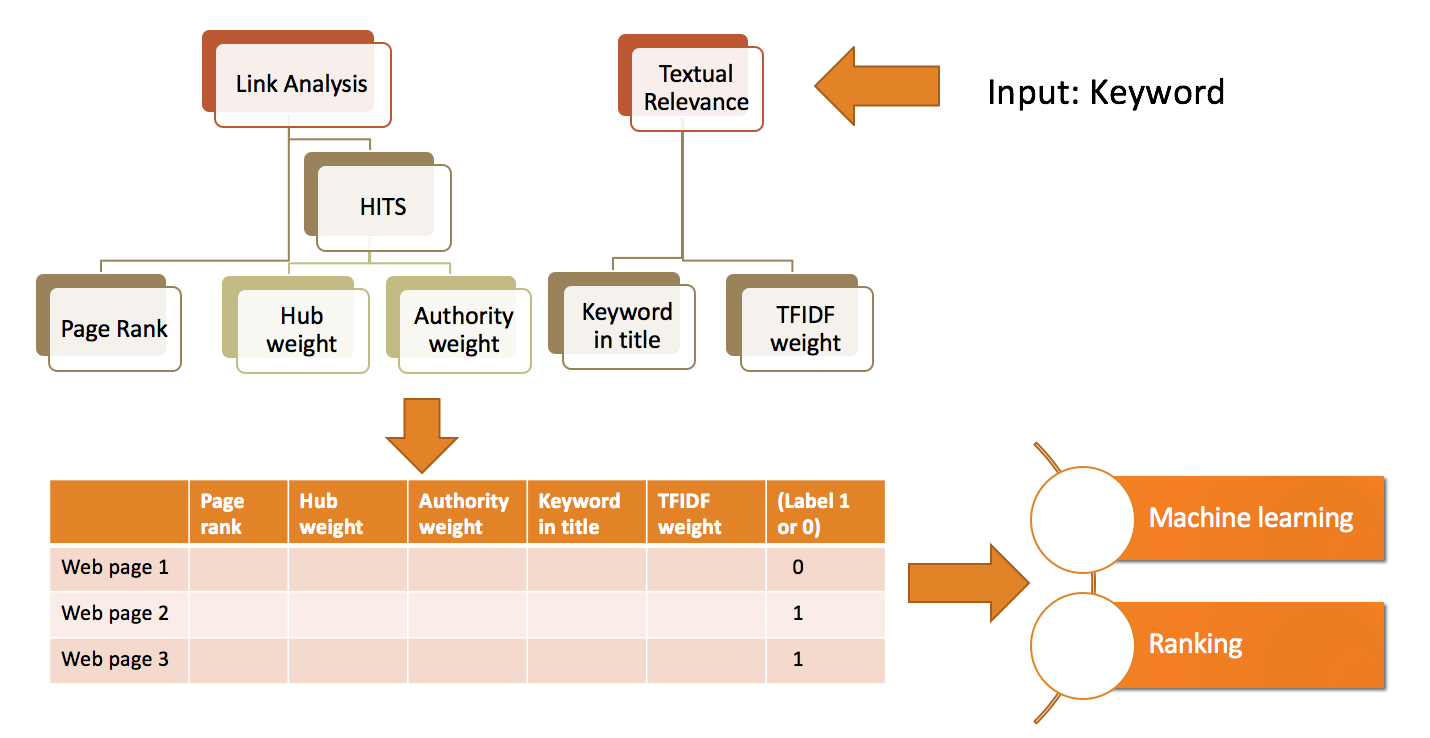 Link Analysis
Textual
Relevance
Input: Keyword
HITS
Page Rank
Hub
weight
Authority
weight
Keyword
in title
TFIDF
weight
Page
rank
Hub
weight
Authority
weight
Keyword
in title
TFIDF
weight
(Label 1
or 0)
Web page 1 0
Web page 2 1
Web page 3 1
Machine learning
Ranking